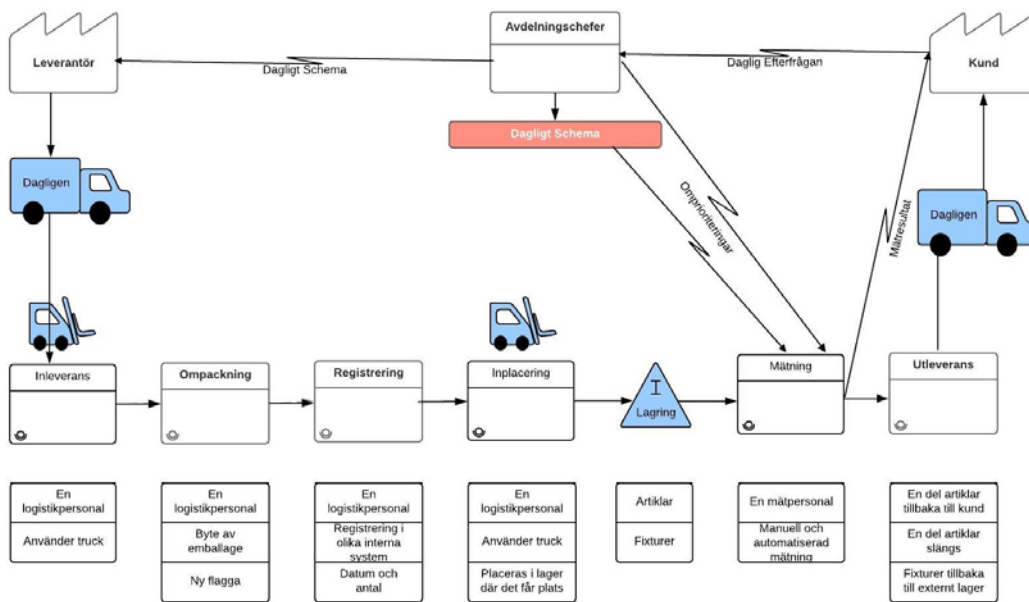 Avdelningschefer
Leverantör
Kund
Dagligt Schema
Daglig Efterfrågan
Dagligt Schema
Dagligen
Omprioriteringar
Mätresultat
Dagligen
Inleverans
Ompackning
Registrering
Inplacering
I
Lagring
Mätning
Utleverans
En
logistikpersonal
Använder truck
En
logistikpersonal
Byte av
emballage
Ny flagga
En
logistikpersonal
Registrering i
olika interna
system
Datum och
antal
En
logistikpersonal
Använder truck
Placeras i lager
där det får plats
Artiklar
Fixturer
En mätpersonal
Manuell och
automatiserad
mätning
En del artiklar
tillbaka till kund
En del artiklar
slängs
Fixturer tillbaka
till externt lager